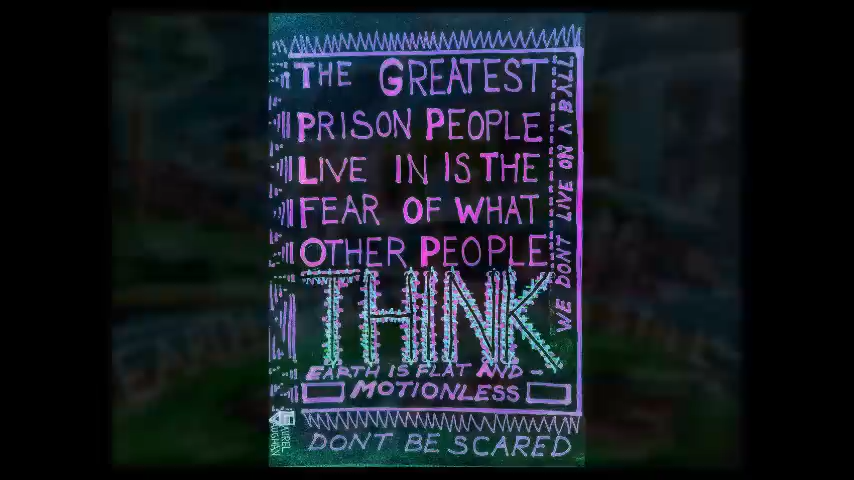 THE GREATEST
PRISON PEOPLE
LIVE IN IS THE
FEAR OF WHAT
OTHER PEOPLE
THINK
EARTH IS FLAT AND -
MOTIONLESS
DONT BE SCARED
WE DONT LIVE ON A BALL